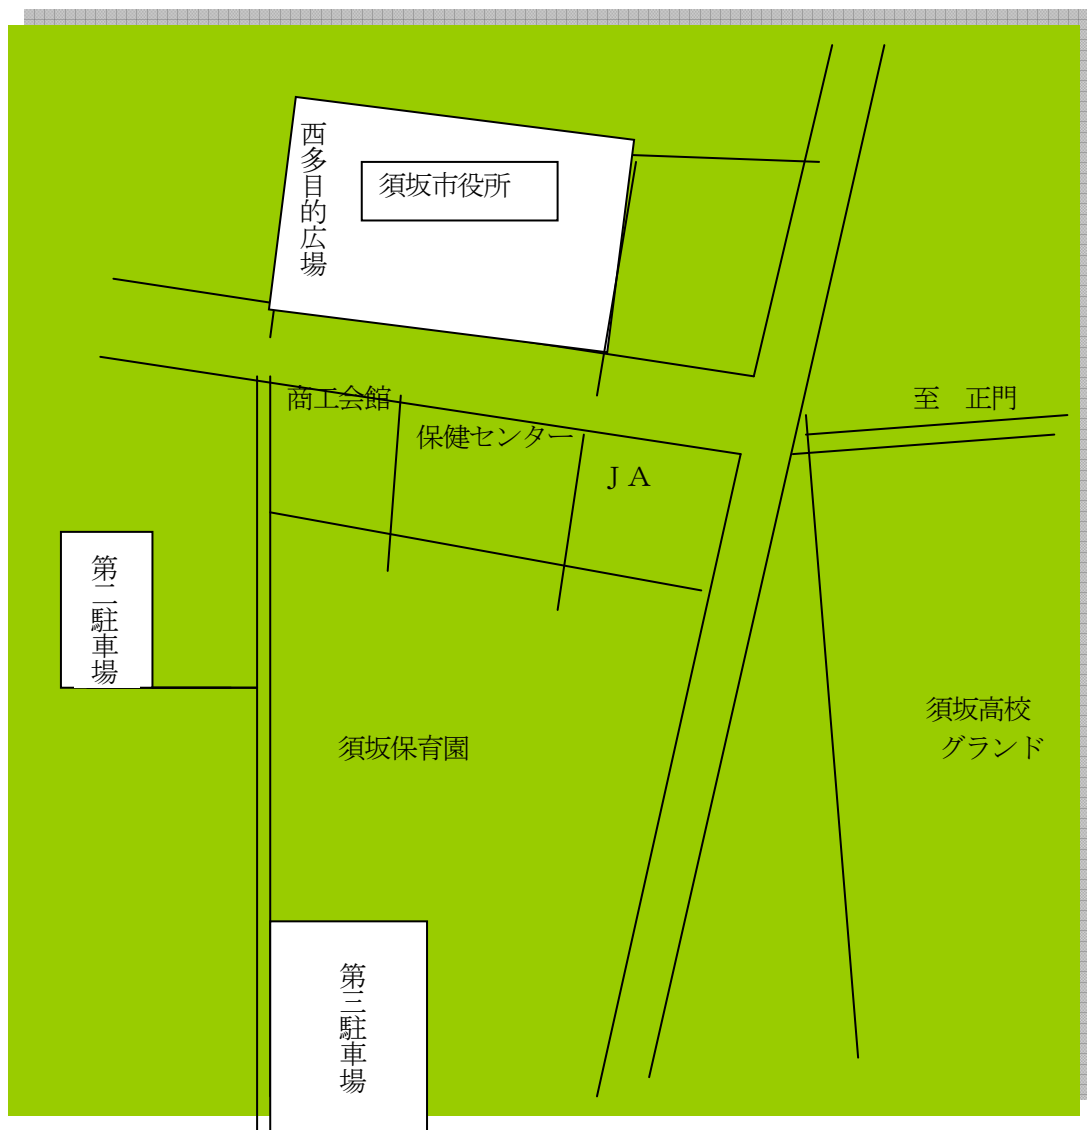 西多目的広場
須坂市役所
商工会館
至　正門
保健センター
ＪＡ
第二駐車場
須坂高校
グランド
須坂保育園
第三駐車場